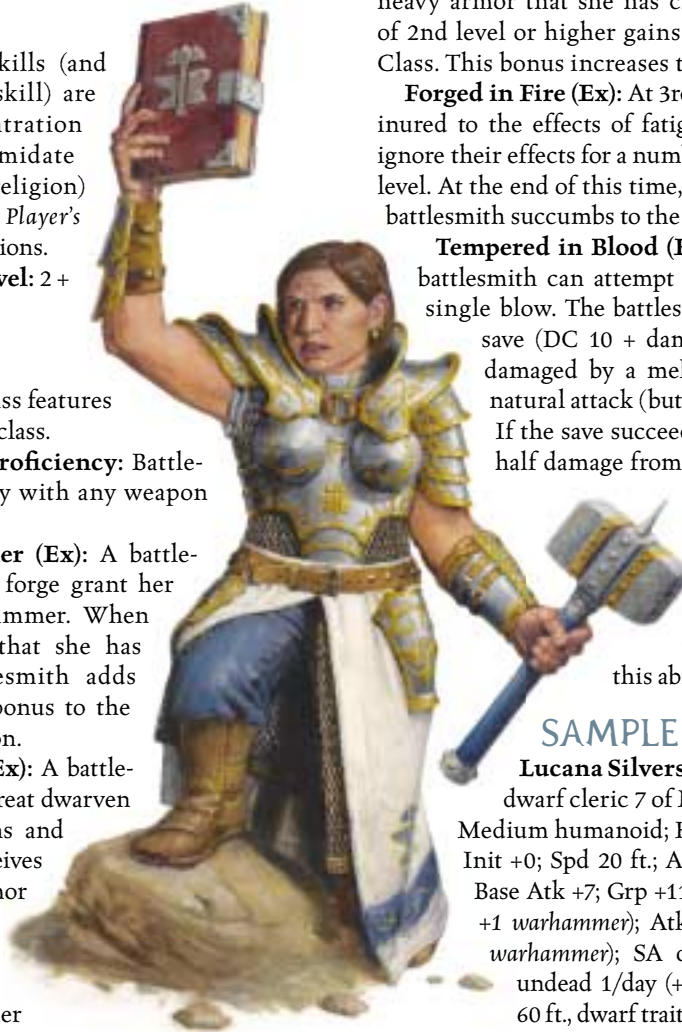 kills (and
skill) are
ntration
midate
religion)
Player's
ions.
vel: 2 +
ss features
class.
roficiency: Battle-
y with any weapon
er (Ex): A battle-
forge grant her
mmer. When
that she has
esmith adds
bonus to the
on.
Ex): A battle-
reat dwarven
ns and
eives
nor
er
heavy armor that she has c
of 2nd level or higher gains
Class. This bonus increases t
Forged in Fire (Ex): At 3r
inured to the effects of fatig
ignore their effects for a numb
level. At the end of this time,
battlesmith succumbs to the
Tempered in Blood (E
battlesmith can attempt
single blow. The battles
save (DC 10 + dam
damaged by a mel
natural attack (but
If the save succeed
half damage from
this ab
SAMPLE
Lucana Silvers
dwarf cleric 7 of
Medium humanoid; H
Init +0; Spd 20 ft.; A
Base Atk +7; Grp +11
+1 warhammer); Atk
warhammer); SA
undead 1/day (+
60 ft., dwarf trait